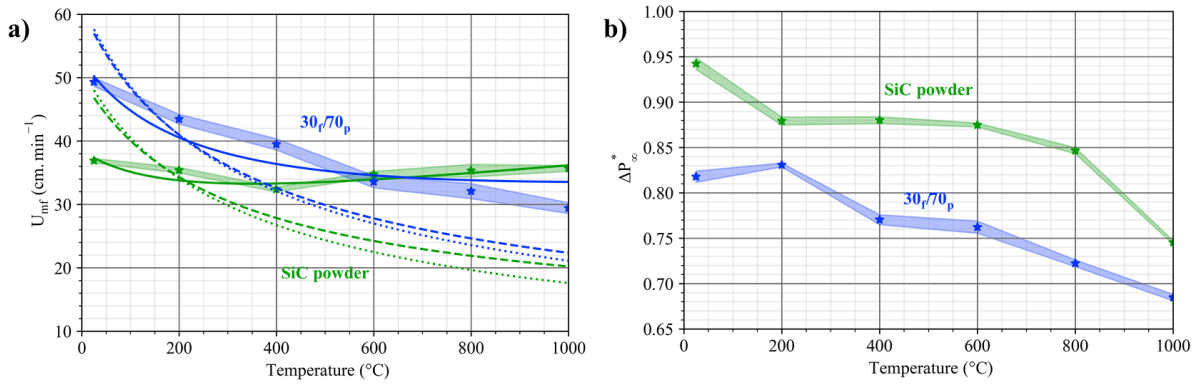 a)
60
50
40
30
20
10
U_mf (cm. min⁻¹)
30_f/70_p
SiC powder
0 200 400 600 800 1000
Temperature (°C)
b)
1.00
0.95
0.90
0.85
0.80
0.75
0.70
0.65
ΔP*_∞
SiC powder
30_f/70_p
0 200 400 600 800 1000
Temperature (°C)